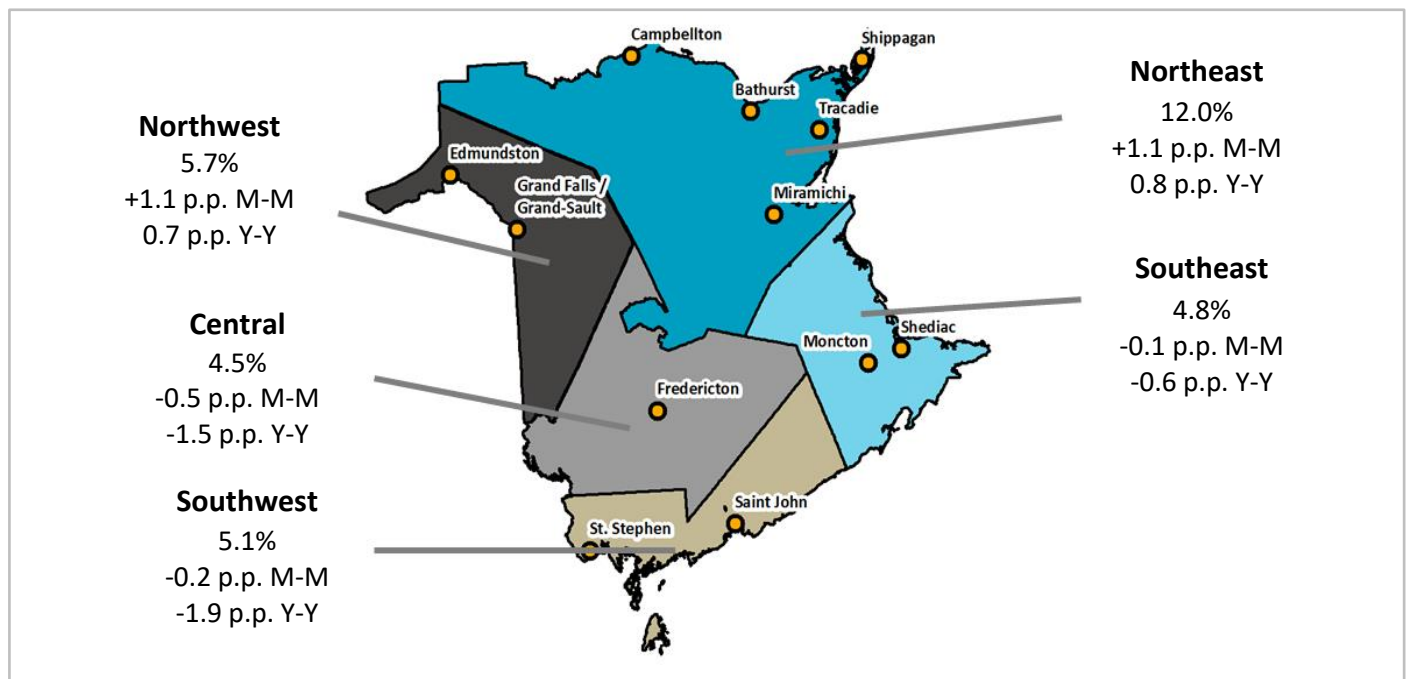 Campbellton
Shippagan
Bathurst
Tracadie
Northeast
12.0%
+1.1 p.p. M-M
0.8 p.p. Y-Y
Northwest
5.7%
+1.1 p.p. M-M
0.7 p.p. Y-Y
Edmundston
Grand Falls /
Grand-Sault
Miramichi
Southeast
4.8%
-0.1 p.p. M-M
-0.6 p.p. Y-Y
Central
4.5%
-0.5 p.p. M-M
-1.5 p.p. Y-Y
Moncton
Shediac
Fredericton
Southwest
5.1%
-0.2 p.p. M-M
-1.9 p.p. Y-Y
St. Stephen
Saint John